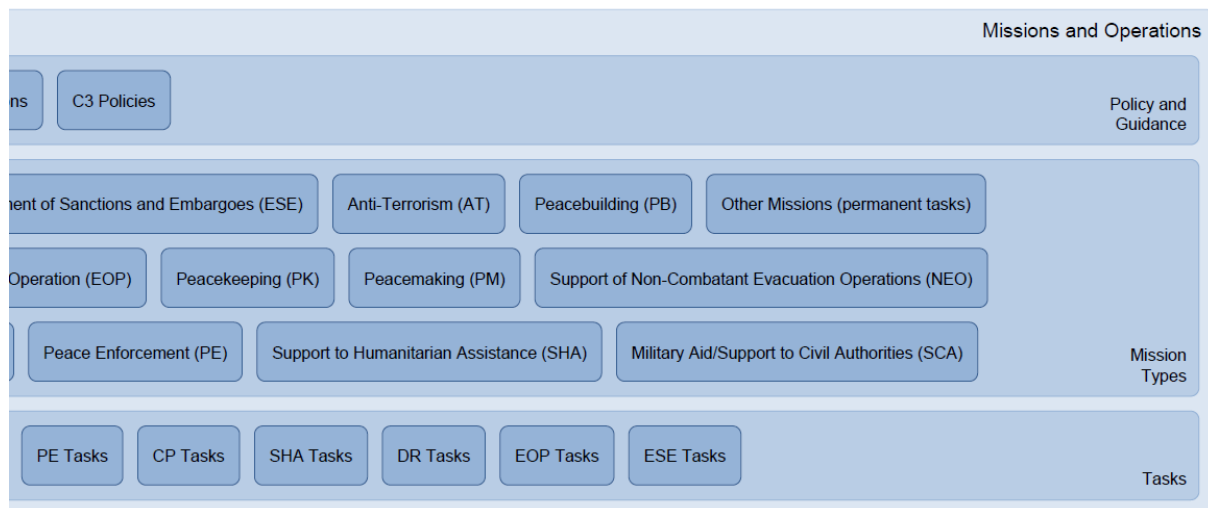 Missions and Operations
ns
C3 Policies
Policy and
Guidance
ent of Sanctions and Embargoes (ESE)
Anti-Terrorism (AT)
Peacebuilding (PB)
Other Missions (permanent tasks)
Operation (EOP)
Peacekeeping (PK)
Peacemaking (PM)
Support of Non-Combatant Evacuation Operations (NEO)
Peace Enforcement (PE)
Support to Humanitarian Assistance (SHA)
Military Aid/Support to Civil Authorities (SCA)
Mission
Types
PE Tasks
CP Tasks
SHA Tasks
DR Tasks
EOP Tasks
ESE Tasks
Tasks